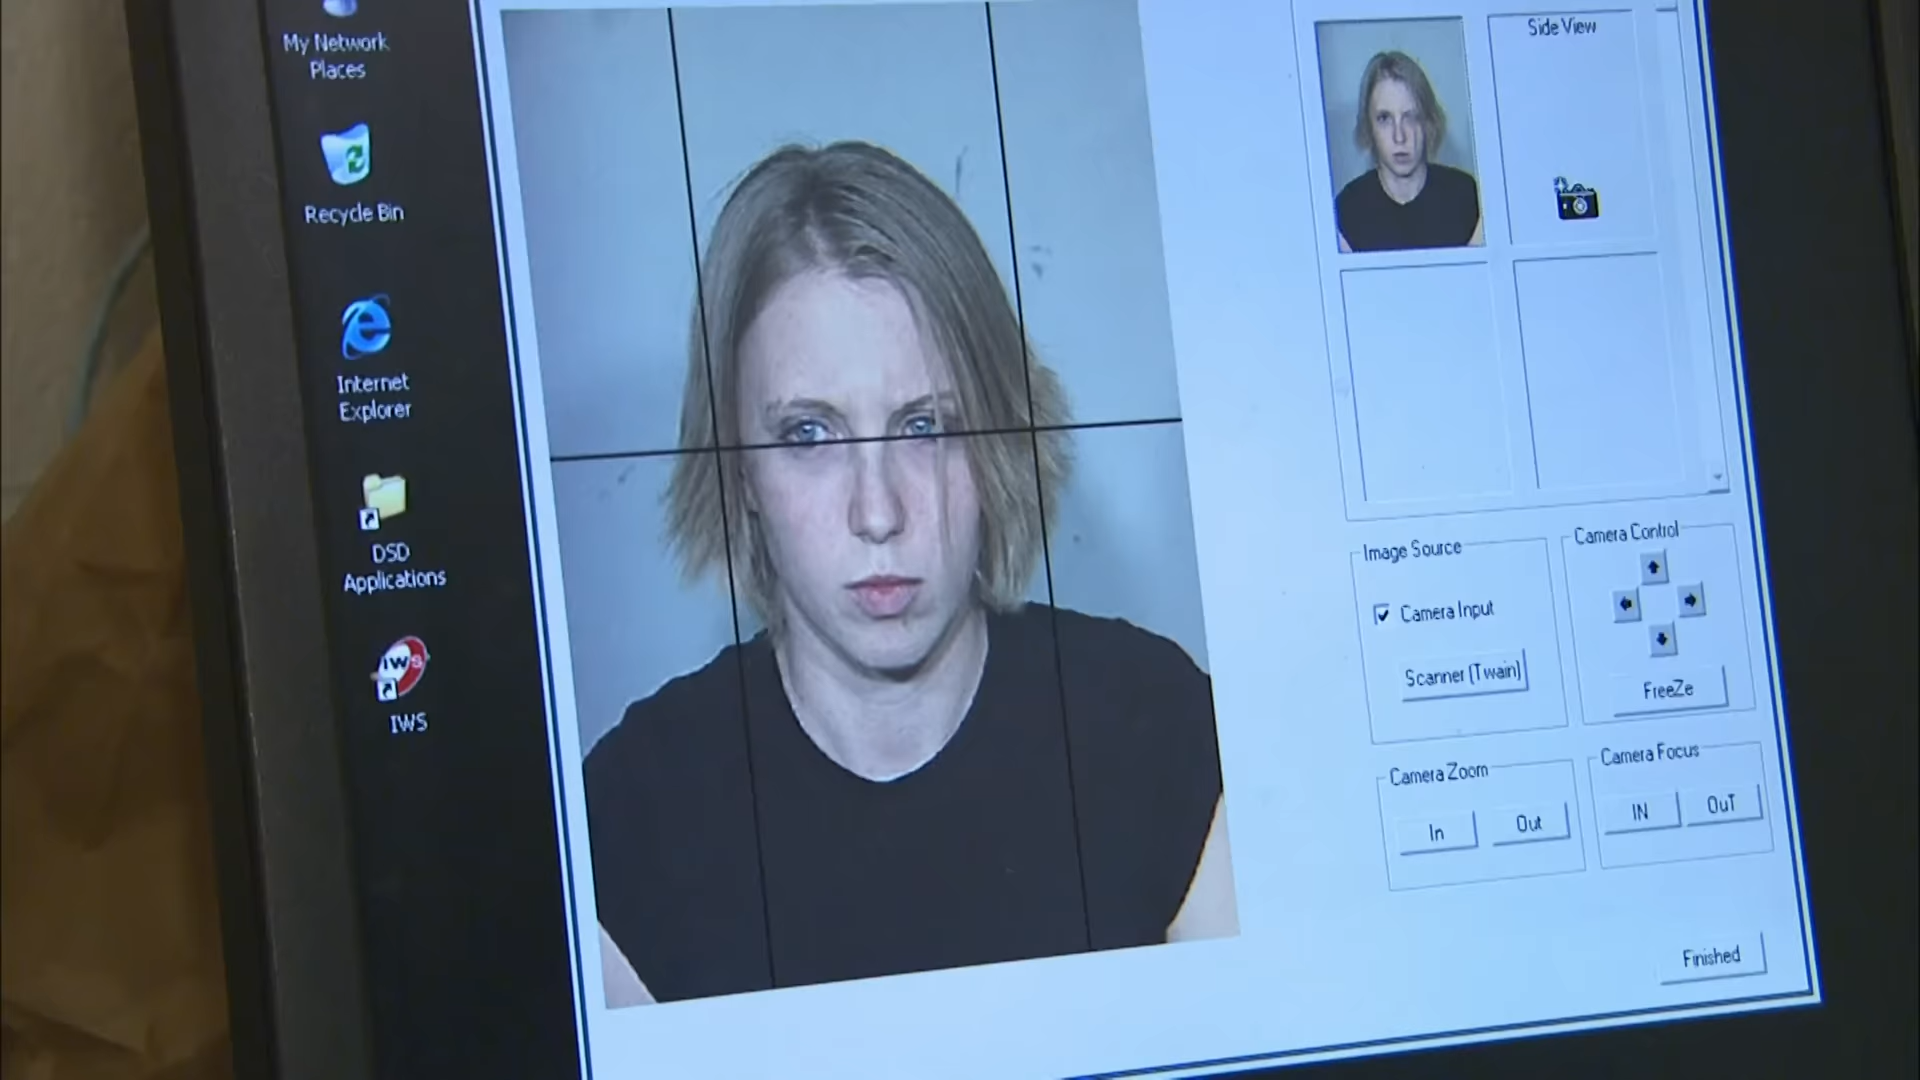 My Network
Places
Recycle Bin
Internet
Explorer
DSD
Applications
IWS
IWS
Side View
Image Source
Camera Input
Scanner (Twain)
Camera Control
FreeZe
Camera Zoom
In
Out
Camera Focus
IN
OuT
Finished